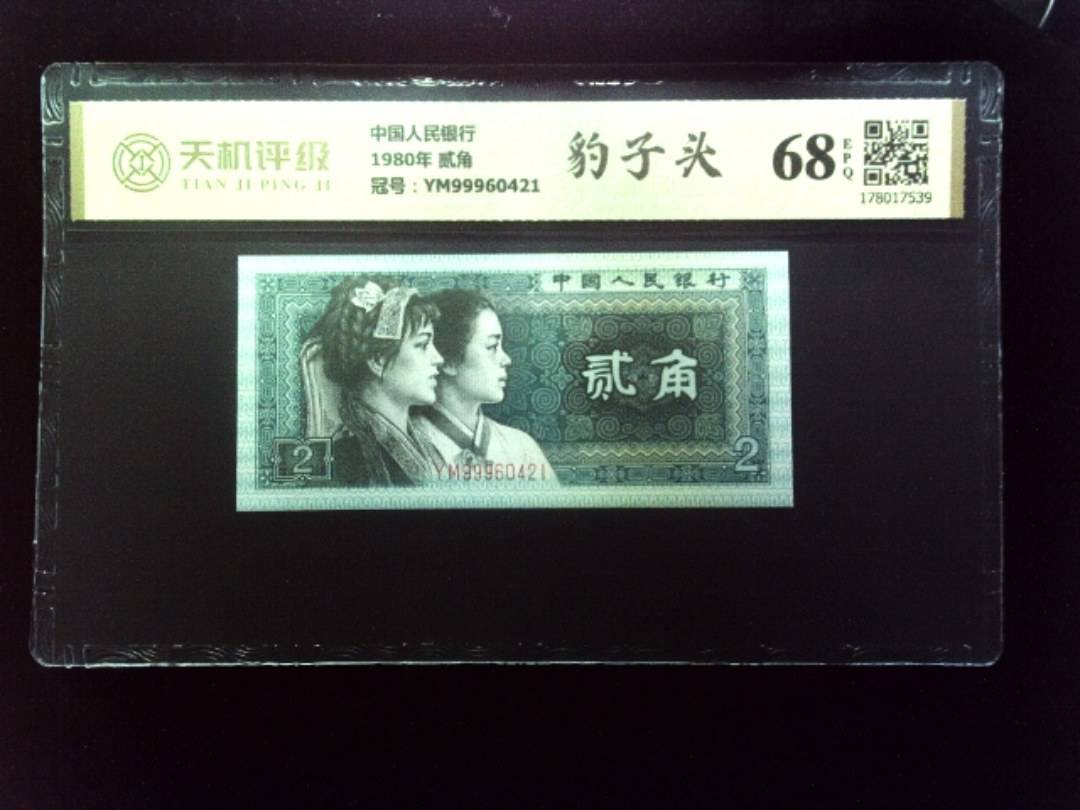 天机评级
TIAN JI PING JI
中国人民银行
1980年 贰角
冠号：YM99960421
豹子头
68
EPQ
178017539
中国人民银行
贰角
2
2
YM99960421